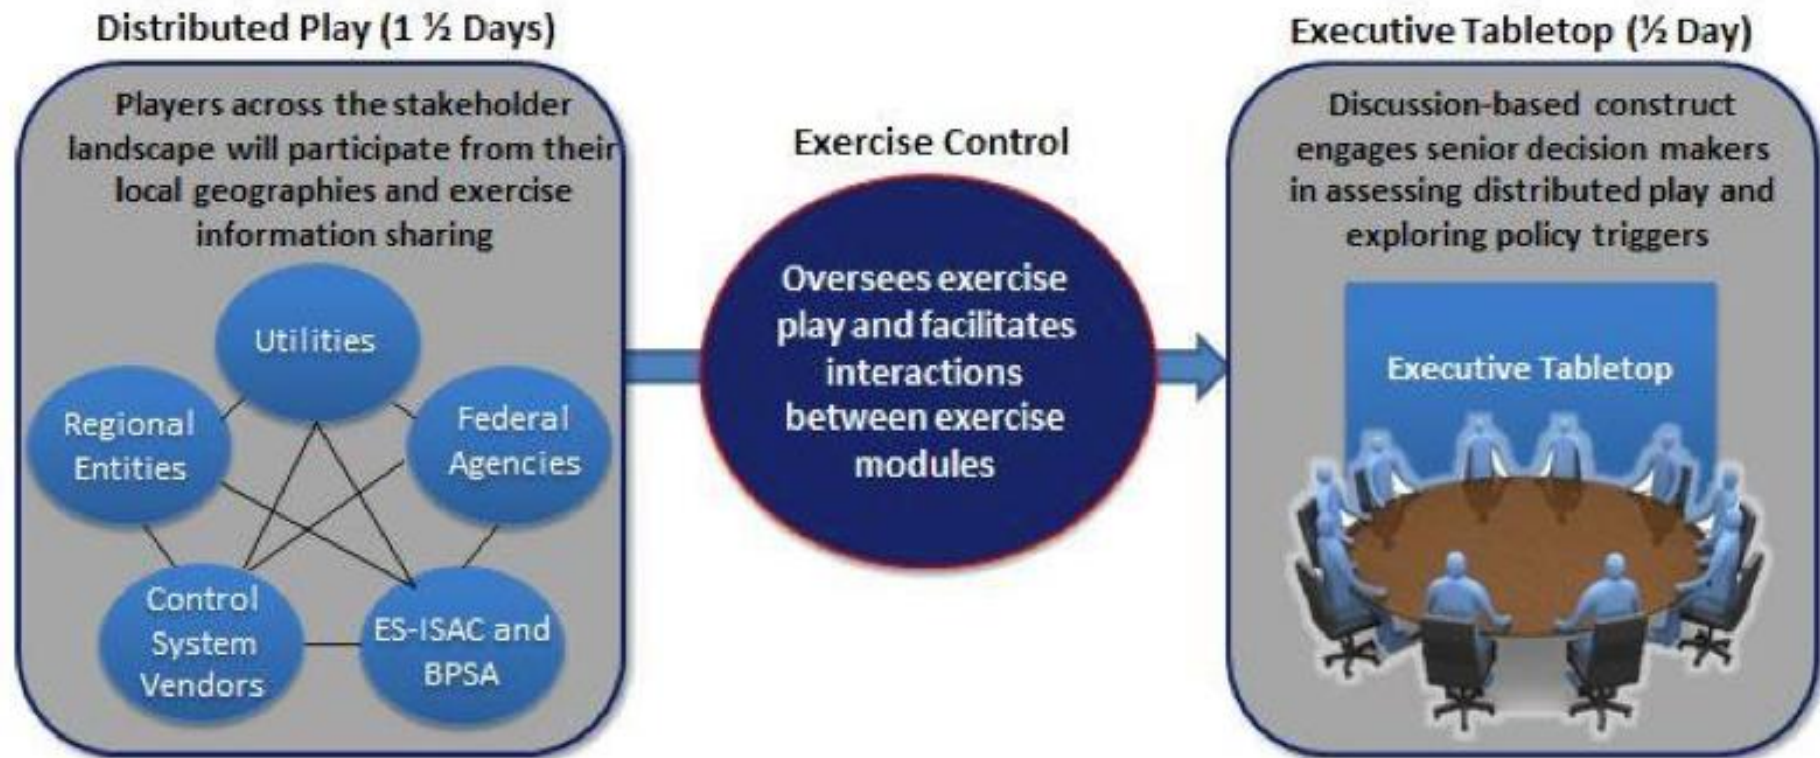 Distributed Play (1 ½ Days)
Players across the stakeholder
landscape will participate from their
local geographies and exercise
information sharing
Utilities
Regional
Entities
Federal
Agencies
Control
System
Vendors
ES-ISAC and
BPSA
Exercise Control
Oversees exercise
play and facilitates
interactions
between exercise
modules
Executive Tabletop (½ Day)
Discussion-based construct
engages senior decision makers
in assessing distributed play and
exploring policy triggers
Executive Tabletop